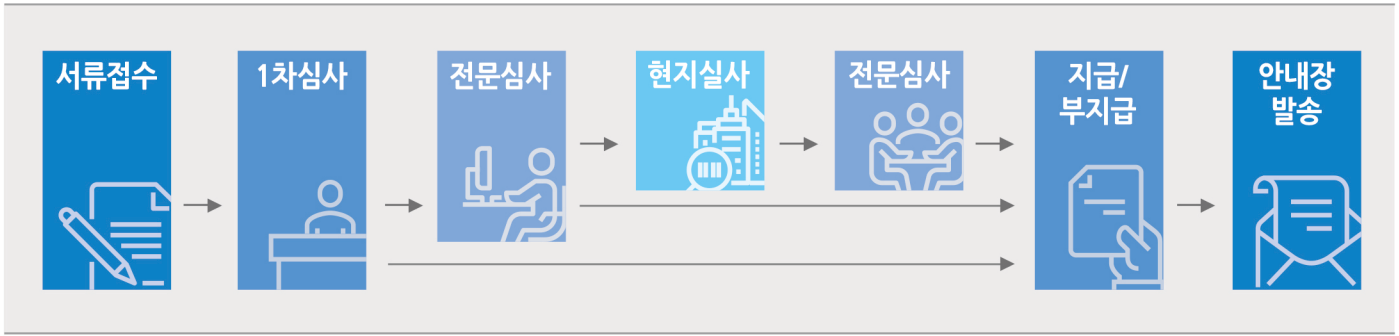 서류접수
1차심사
전문심사
현지실사
전문심사
지급/
부지급
안내장
발송